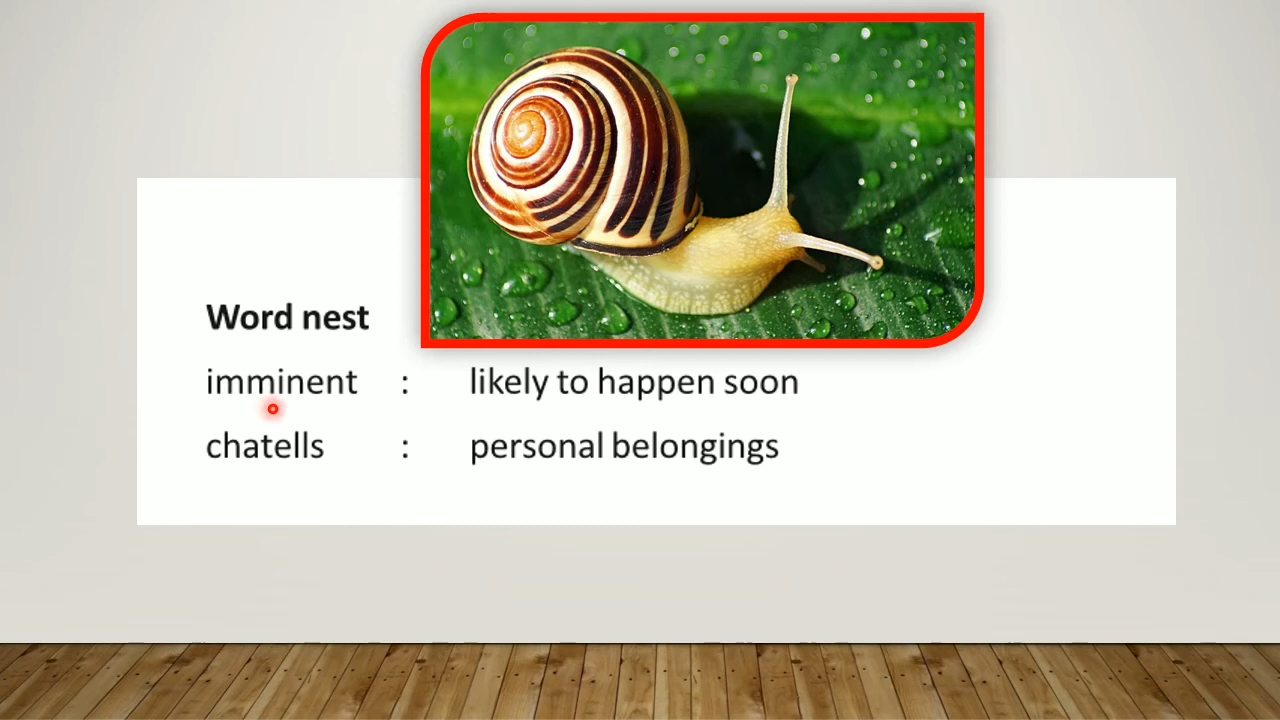 Word nest
imminent : likely to happen soon
chatells : personal belongings